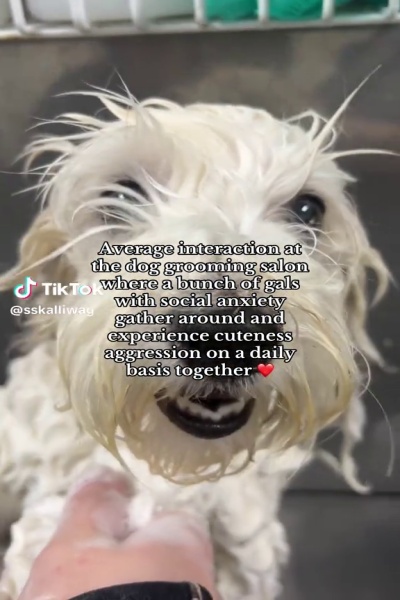 Average interaction at
the dog grooming salon
where a bunch of gals
with social anxiety
gather around and
experience cuteness
aggression on a daily
basis together ❤️
TikTok
@sskalliway